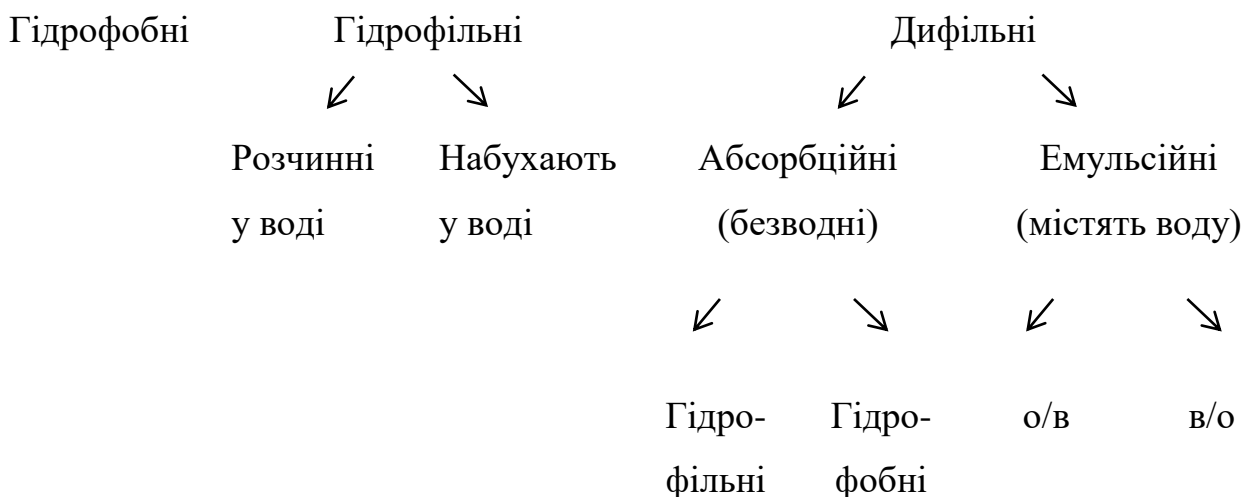 Гідрофобні Гідрофільні Дифільні
Розчинні Набухають Абсорбційні Емульсійні
у воді у воді (безводні) (містять воду)
Гідро- Гідро- о/в в/о
фільні фобні